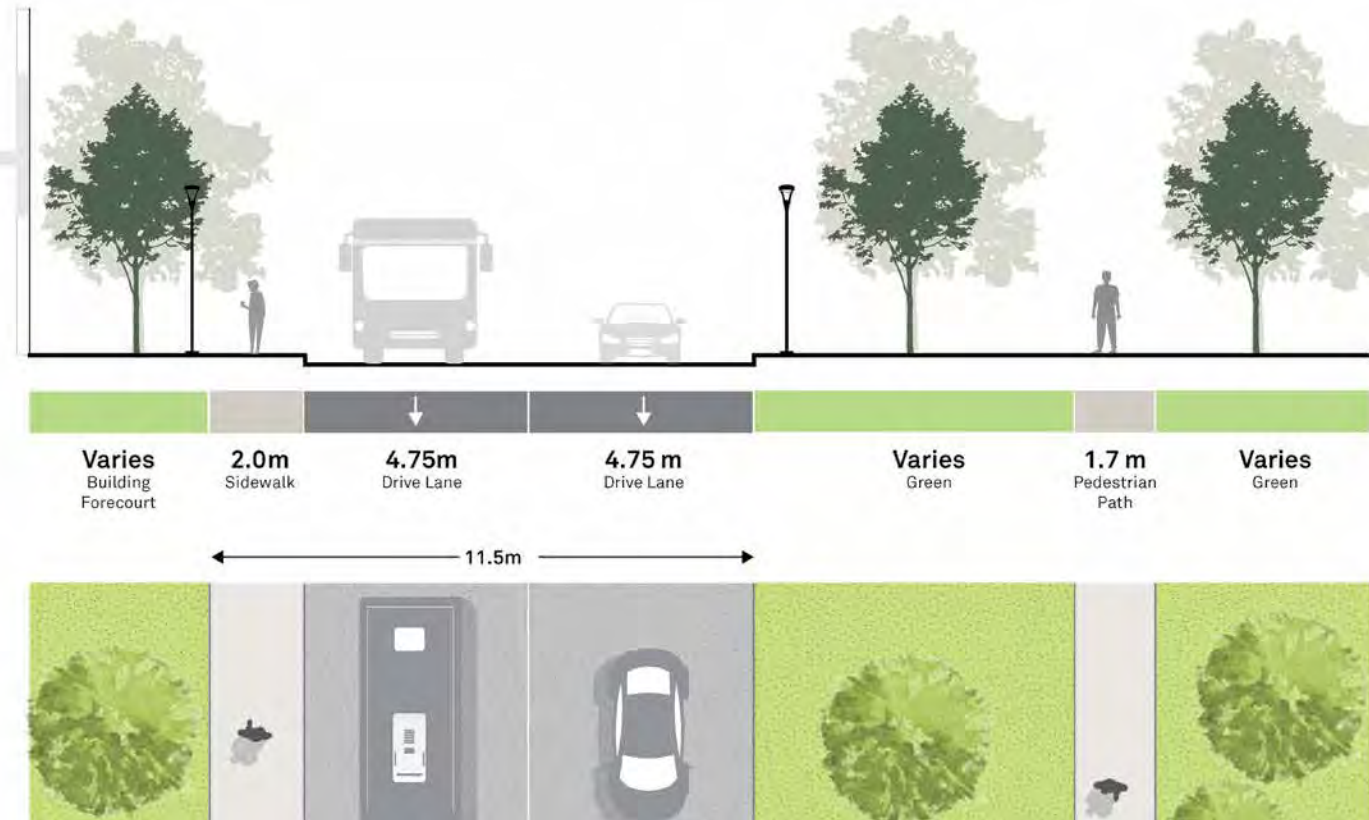 Varies
Building
Forecourt
2.0m
Sidewalk
4.75m
Drive Lane
4.75 m
Drive Lane
Varies
Green
1.7 m
Pedestrian
Path
Varies
Green
11.5m